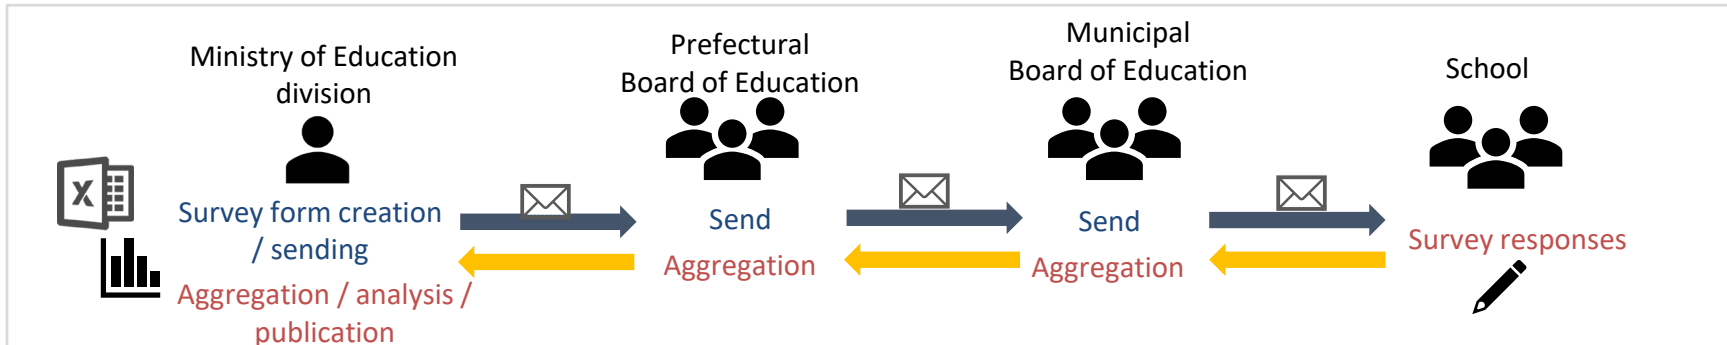 Ministry of Education
division
Prefectural
Board of Education
Municipal
Board of Education
School
X
Survey form creation
/ sending
Aggregation / analysis /
publication
Send
Aggregation
Send
Aggregation
Survey responses